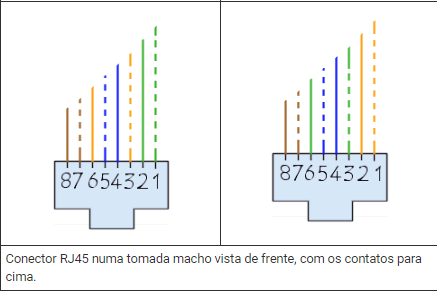 87654321
87654321
Conector RJ45 numa tomada macho vista de frente, com os contatos para
cima.